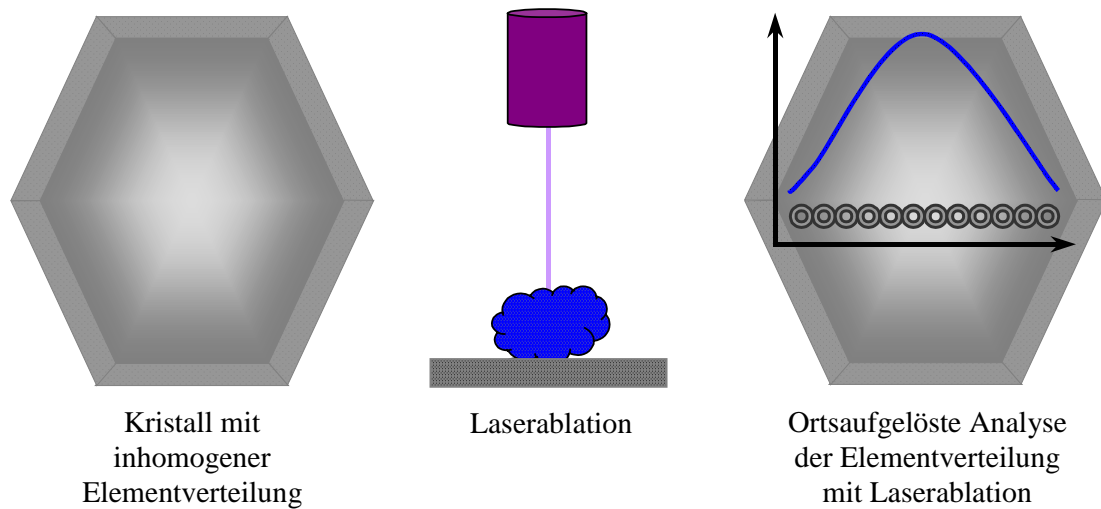 Kristall mit
inhomogener
Elementverteilung
Laserablation
Ortsaufgelöste Analyse
der Elementverteilung
mit Laserablation